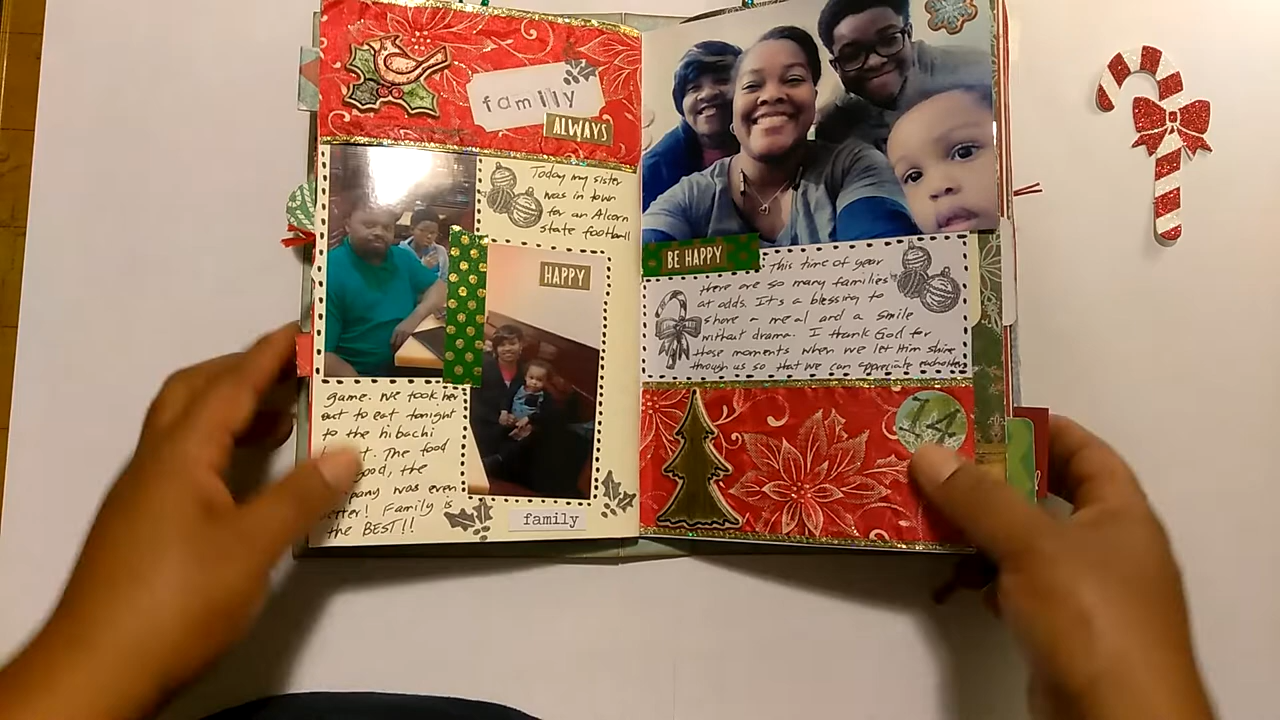 family
ALWAYS
Today my sister
was in town
for an Alcorn
state football
HAPPY
game. We took her
out to eat tonight
to the hibachi
The food
good, the
was even
Family is
the BEST!!
family
BE HAPPY
This time of year
there are so many families
at odds. It's a blessing to
share a meal and a smile
without drama. I thank God for
these moments when we let Him shine
through us so that we can appreciate eachother
14